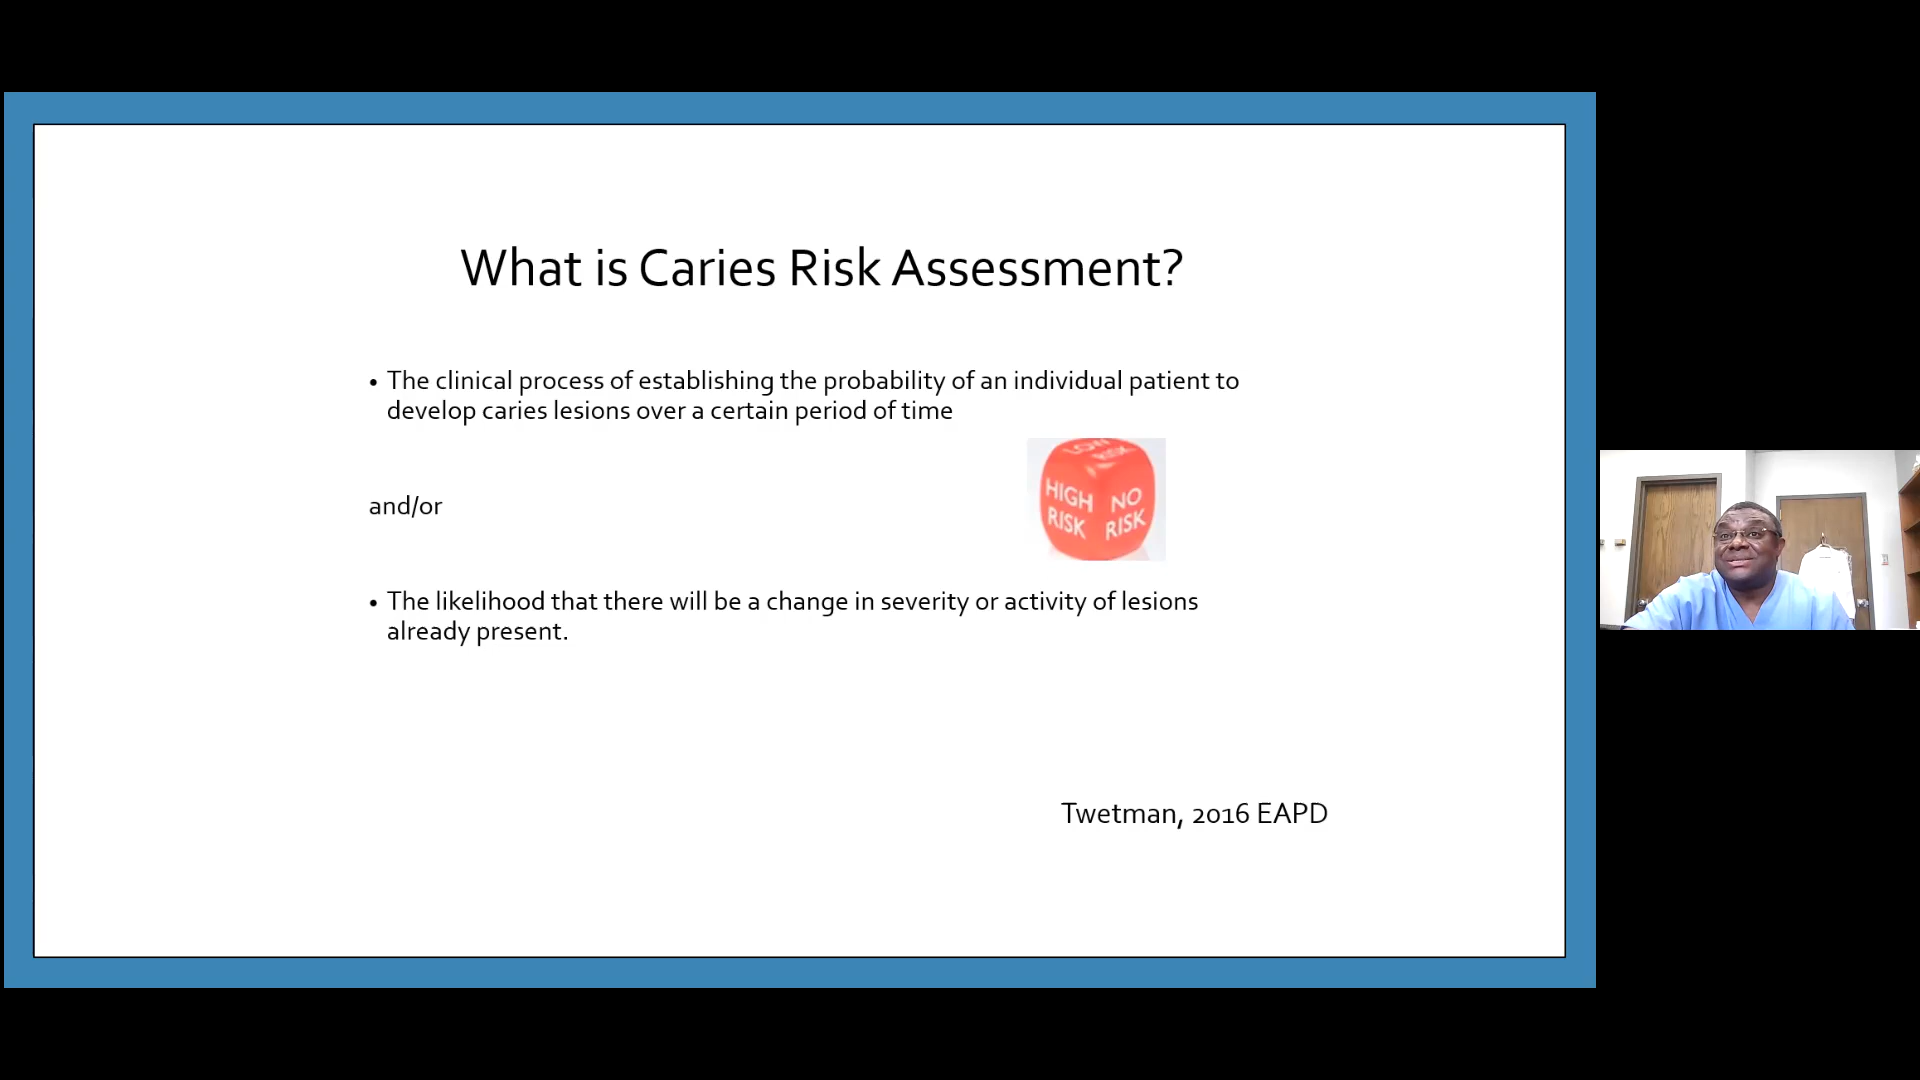 What is Caries Risk Assessment?
• The clinical process of establishing the probability of an individual patient to
develop caries lesions over a certain period of time
LOW
RISK
HIGH
RISK
NO
RISK
and/or
• The likelihood that there will be a change in severity or activity of lesions
already present.
Twetman, 2016 EAPD